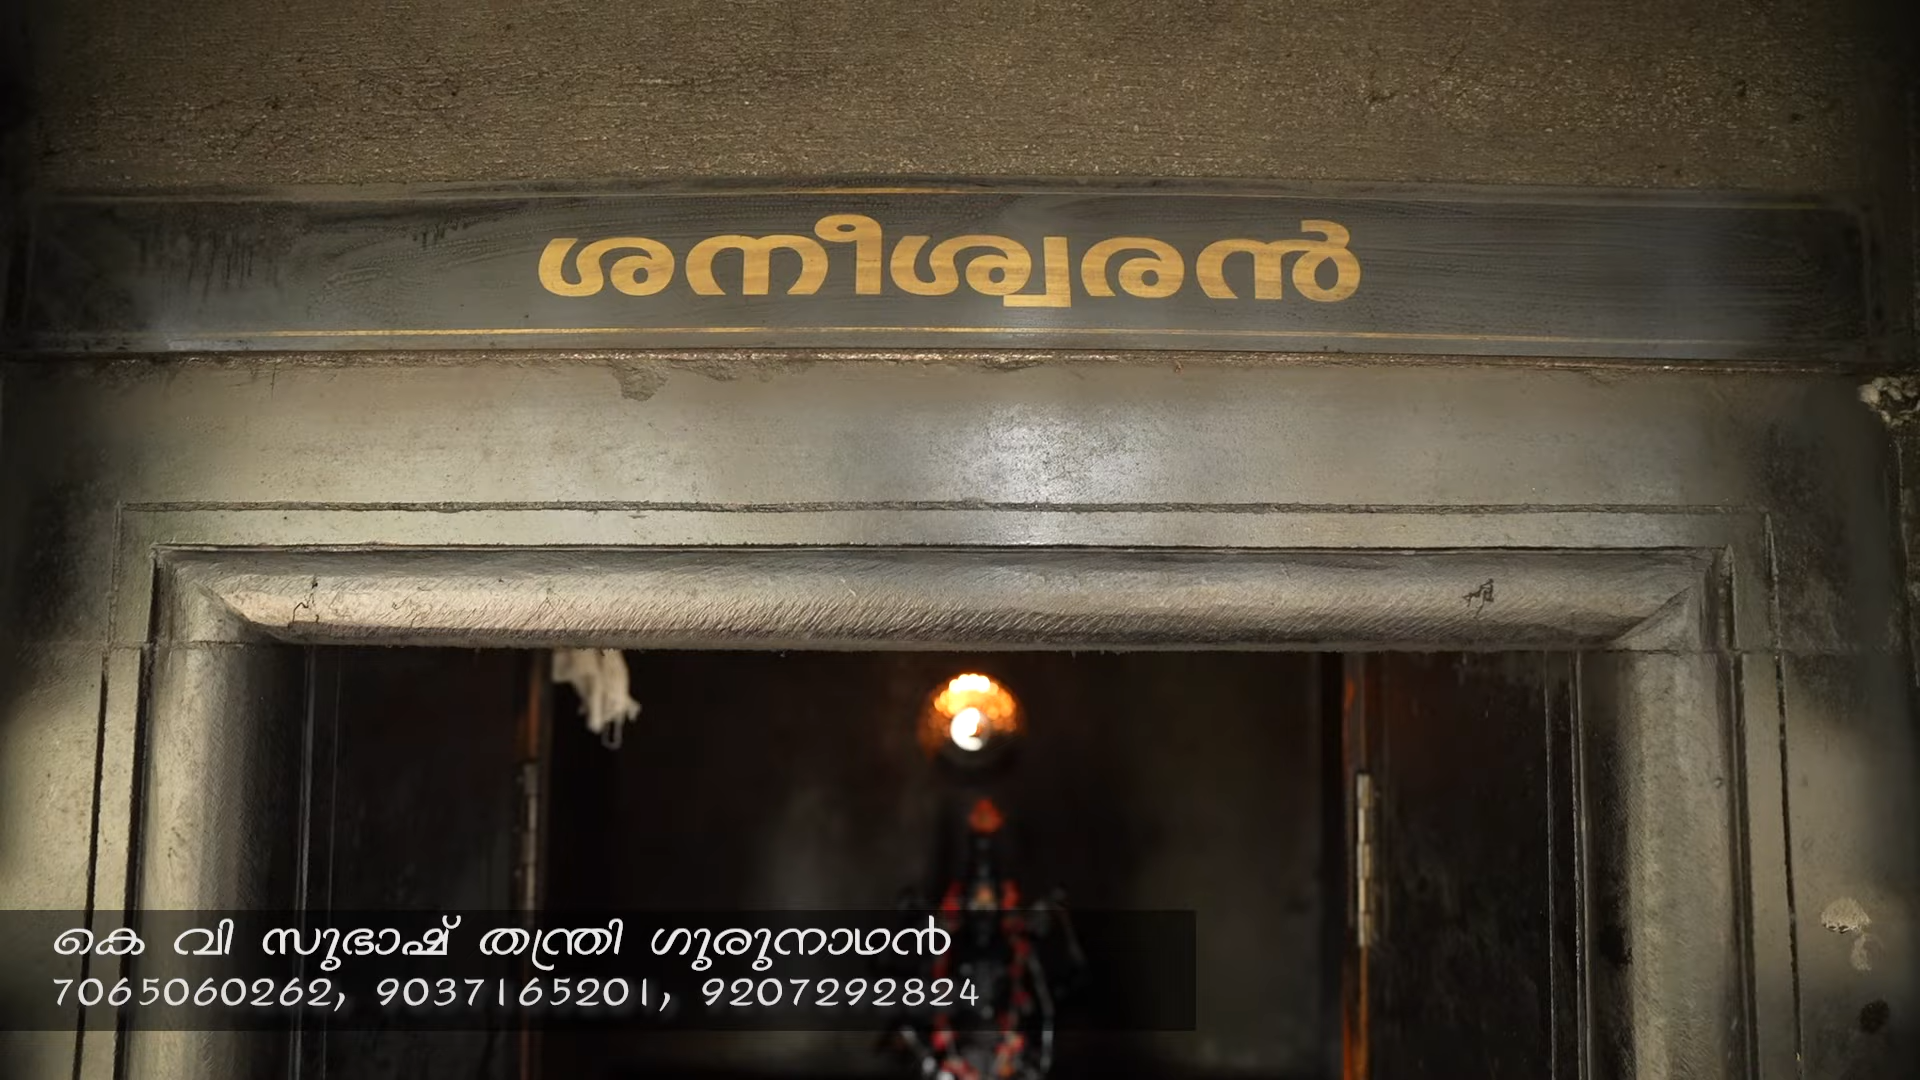 ശനീശ്വരൻ
കെ വി സുഭാഷ് തന്ത്രി ഗുരുനാഥൻ
7065060262, 9037165201, 9207292824